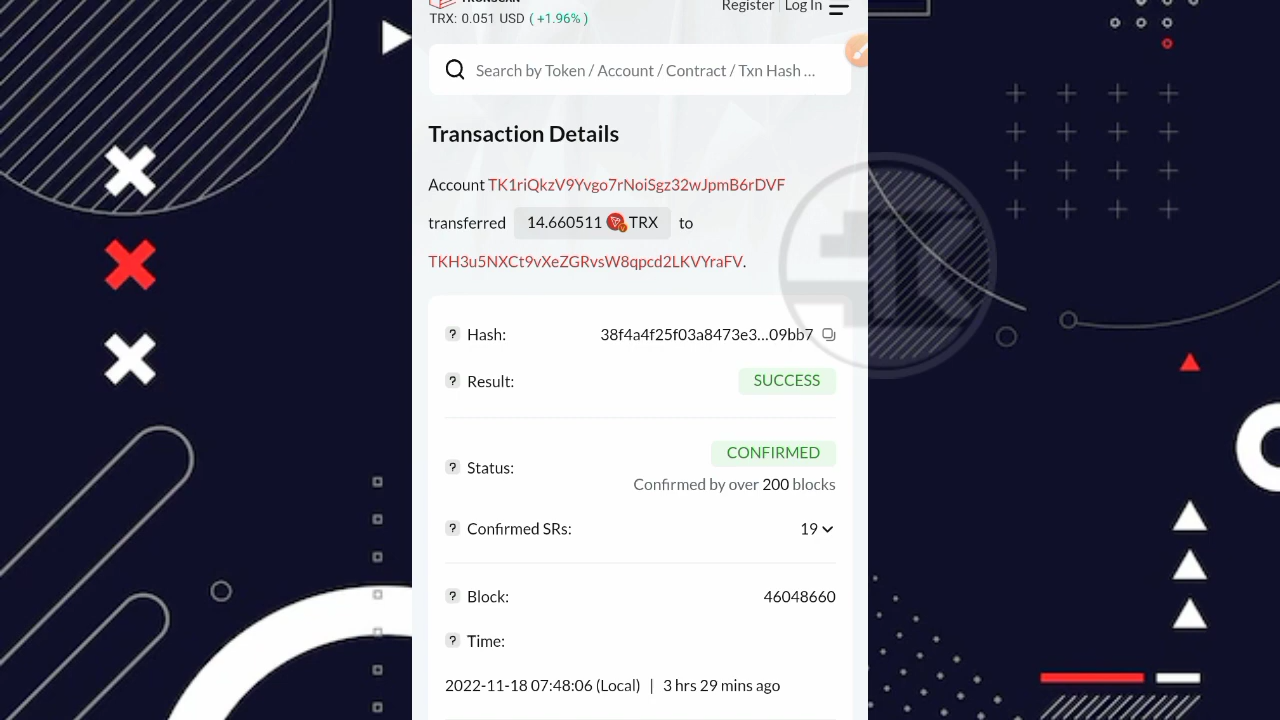 TRX: 0.051 USD ( +1.96% )
Register | Log In
Search by Token / Account / Contract / Txn Hash ...
Transaction Details
Account TK1riQkzV9Yvgo7rNoiSgz32wJpmB6rDVF
transferred 14.660511 TRX to
TKH3u5NXCt9vXeZGRvsW8qpcd2LKVYraFV.
? Hash: 38f4a4f25f03a8473e3...09bb7
? Result: SUCCESS
? Status: CONFIRMED
Confirmed by over 200 blocks
? Confirmed SRs: 19
? Block: 46048660
? Time:
2022-11-18 07:48:06 (Local) | 3 hrs 29 mins ago